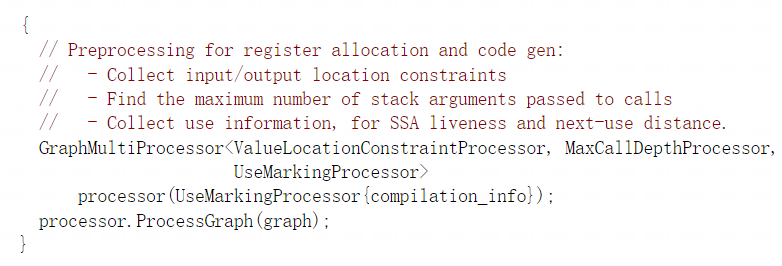 {
  // Preprocessing for register allocation and code gen:
  //   - Collect input/output location constraints
  //   - Find the maximum number of stack arguments passed to calls
  //   - Collect use information, for SSA liveness and next-use distance.
  GraphMultiProcessor<ValueLocationConstraintProcessor, MaxCallDepthProcessor,
                      UseMarkingProcessor>
      processor(UseMarkingProcessor{compilation_info});
  processor.ProcessGraph(graph);
}